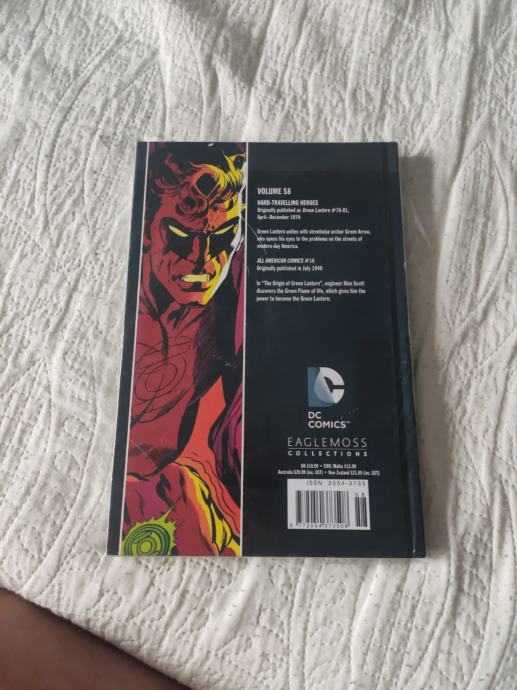 VOLUME 58
HARD-TRAVELLING HEROES
Originally published as Green Lantern #76-81,
April–December 1970
Green Lantern unites with streetwise archer Green Arrow,
who opens his eyes to the problems on the streets of
modern-day America.
ALL AMERICAN COMICS #16
Originally published in July 1940
In "The Origin of Green Lantern", engineer Alan Scott
discovers the Green Flame of life, which gives him the
power to become the Green Lantern.
DC
DC
COMICS™
EAGLEMOSS
COLLECTIONS
ISSN 2054-3735
58